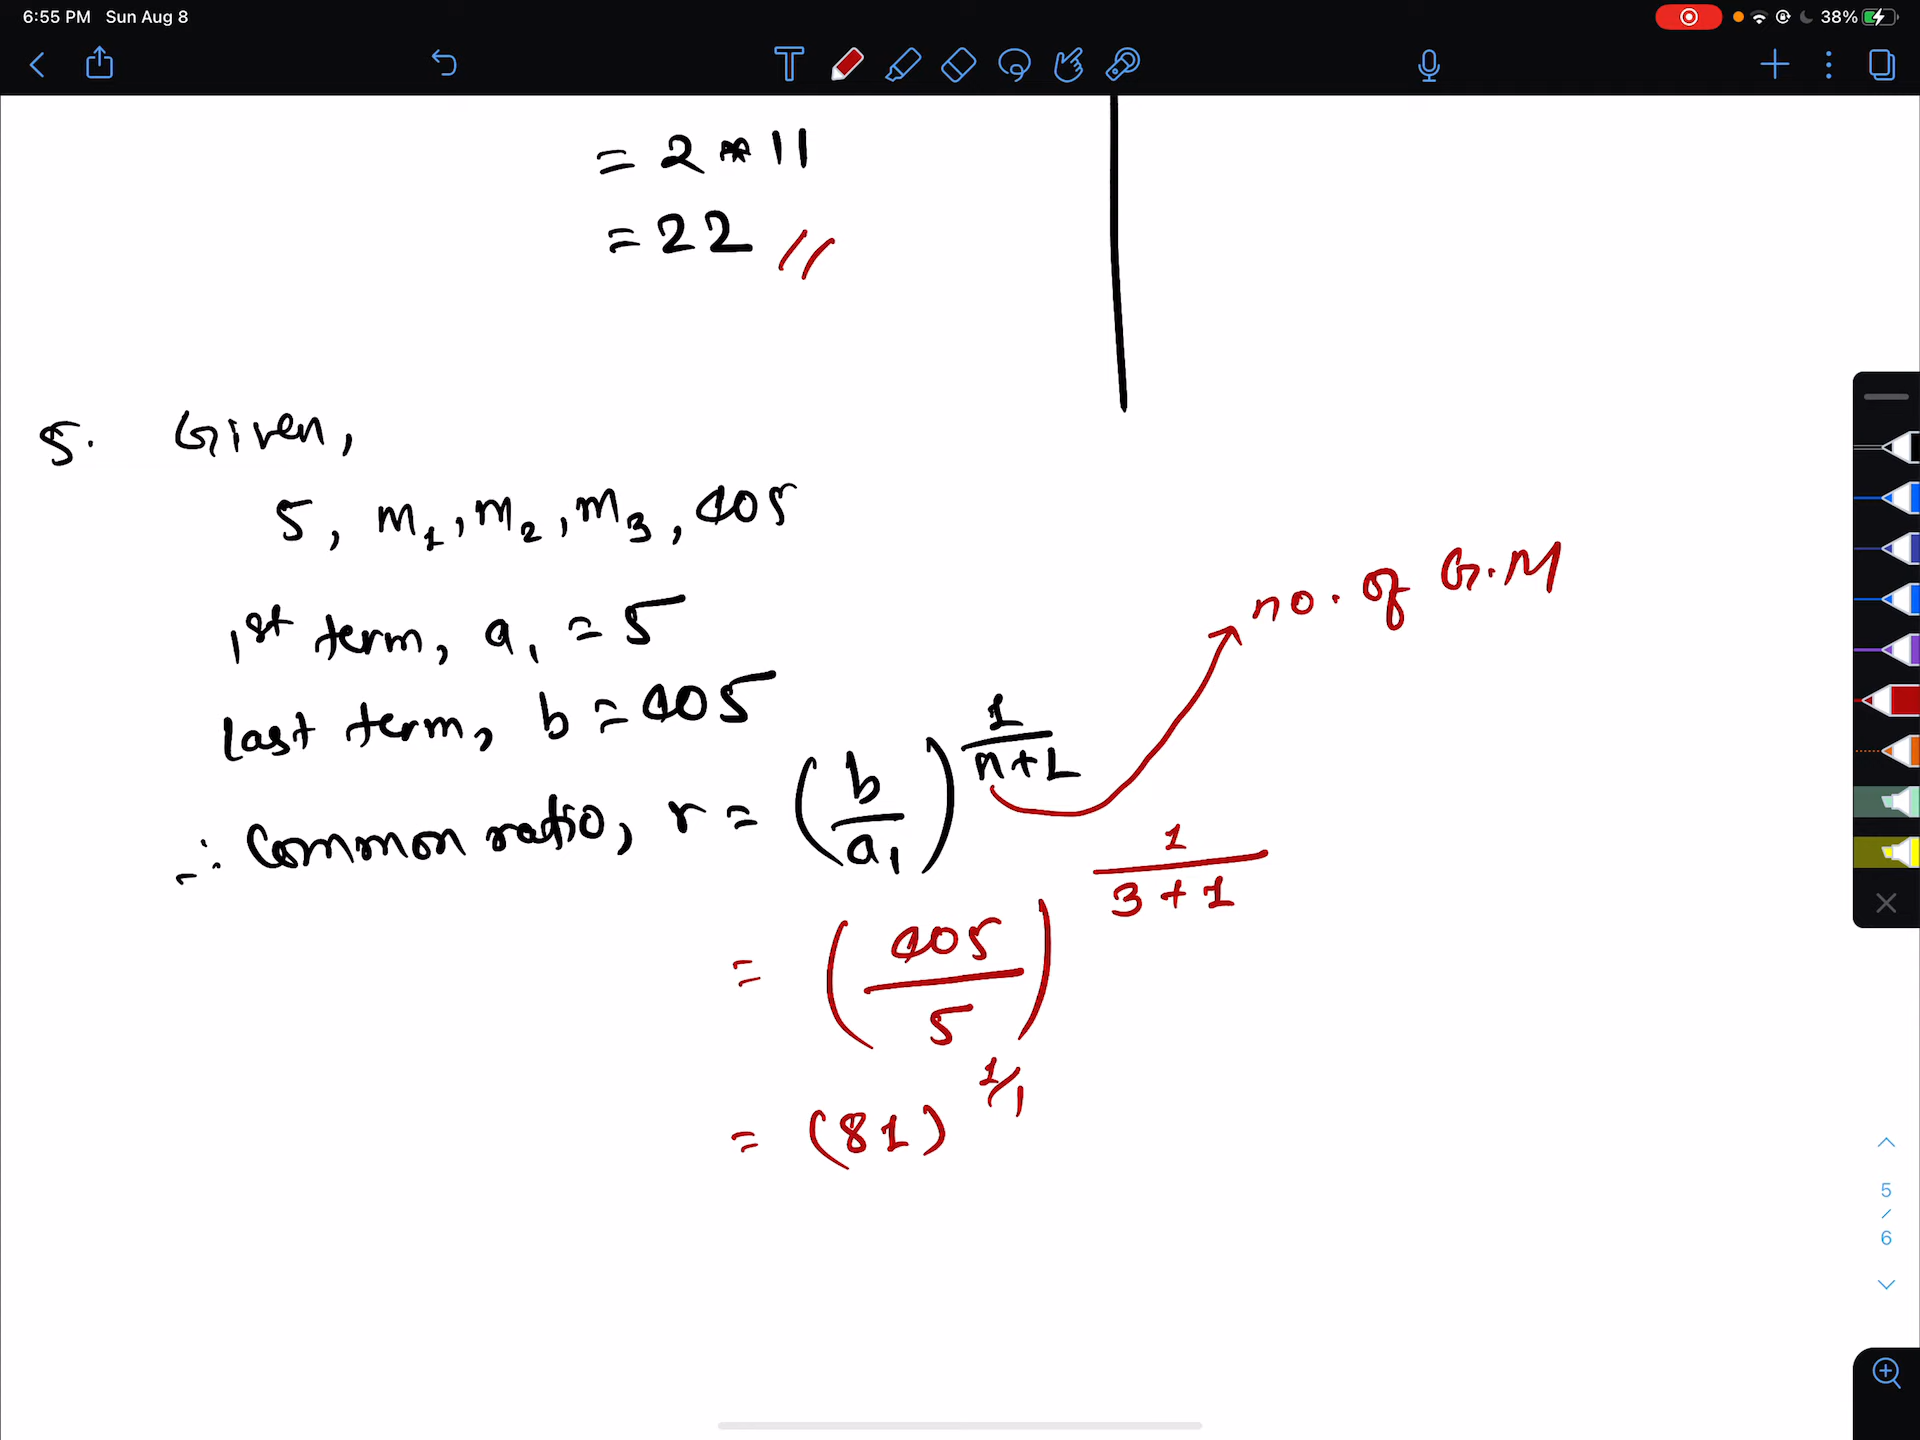 6:55 PM Sun Aug 8
38%
= 2 * 11
= 22 //
5. Given,
5, m₁, m₂, m₃, 405
no. of G.M
1st term, a₁ = 5
last term, b = 405
∴ Common ratio, r = (b/a₁)^(1/(n+1))
= (405/5)^(1/(3+1))
= (81)^(1/
5
/
6